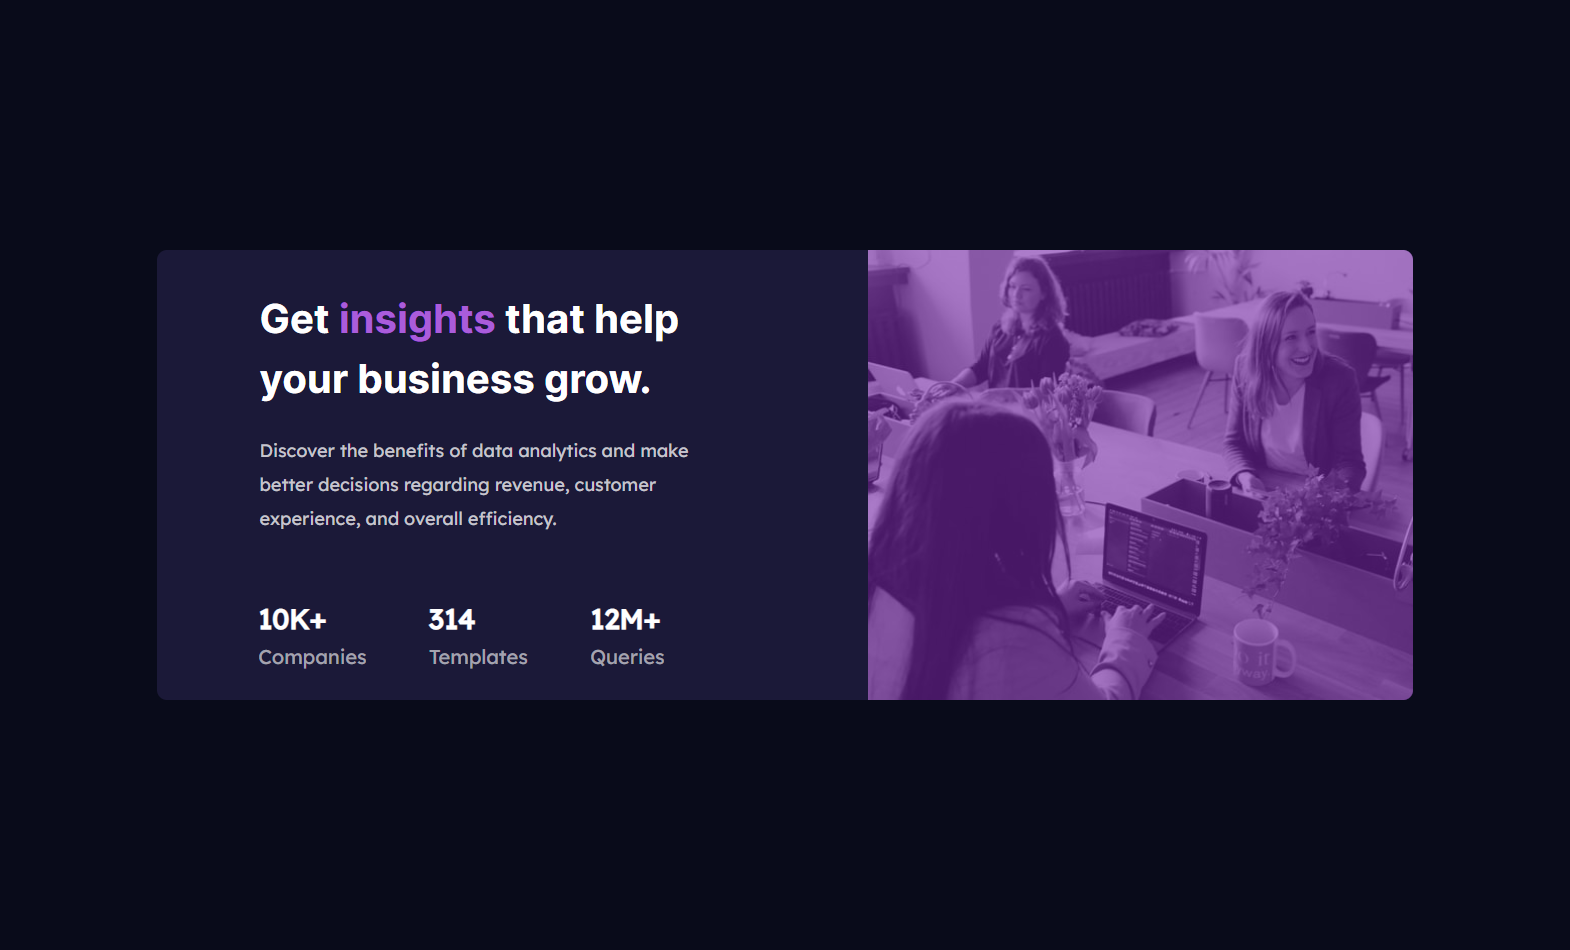 Get insights that help
your business grow.
Discover the benefits of data analytics and make
better decisions regarding revenue, customer
experience, and overall efficiency.
10K+ 314 12M+
Companies Templates Queries